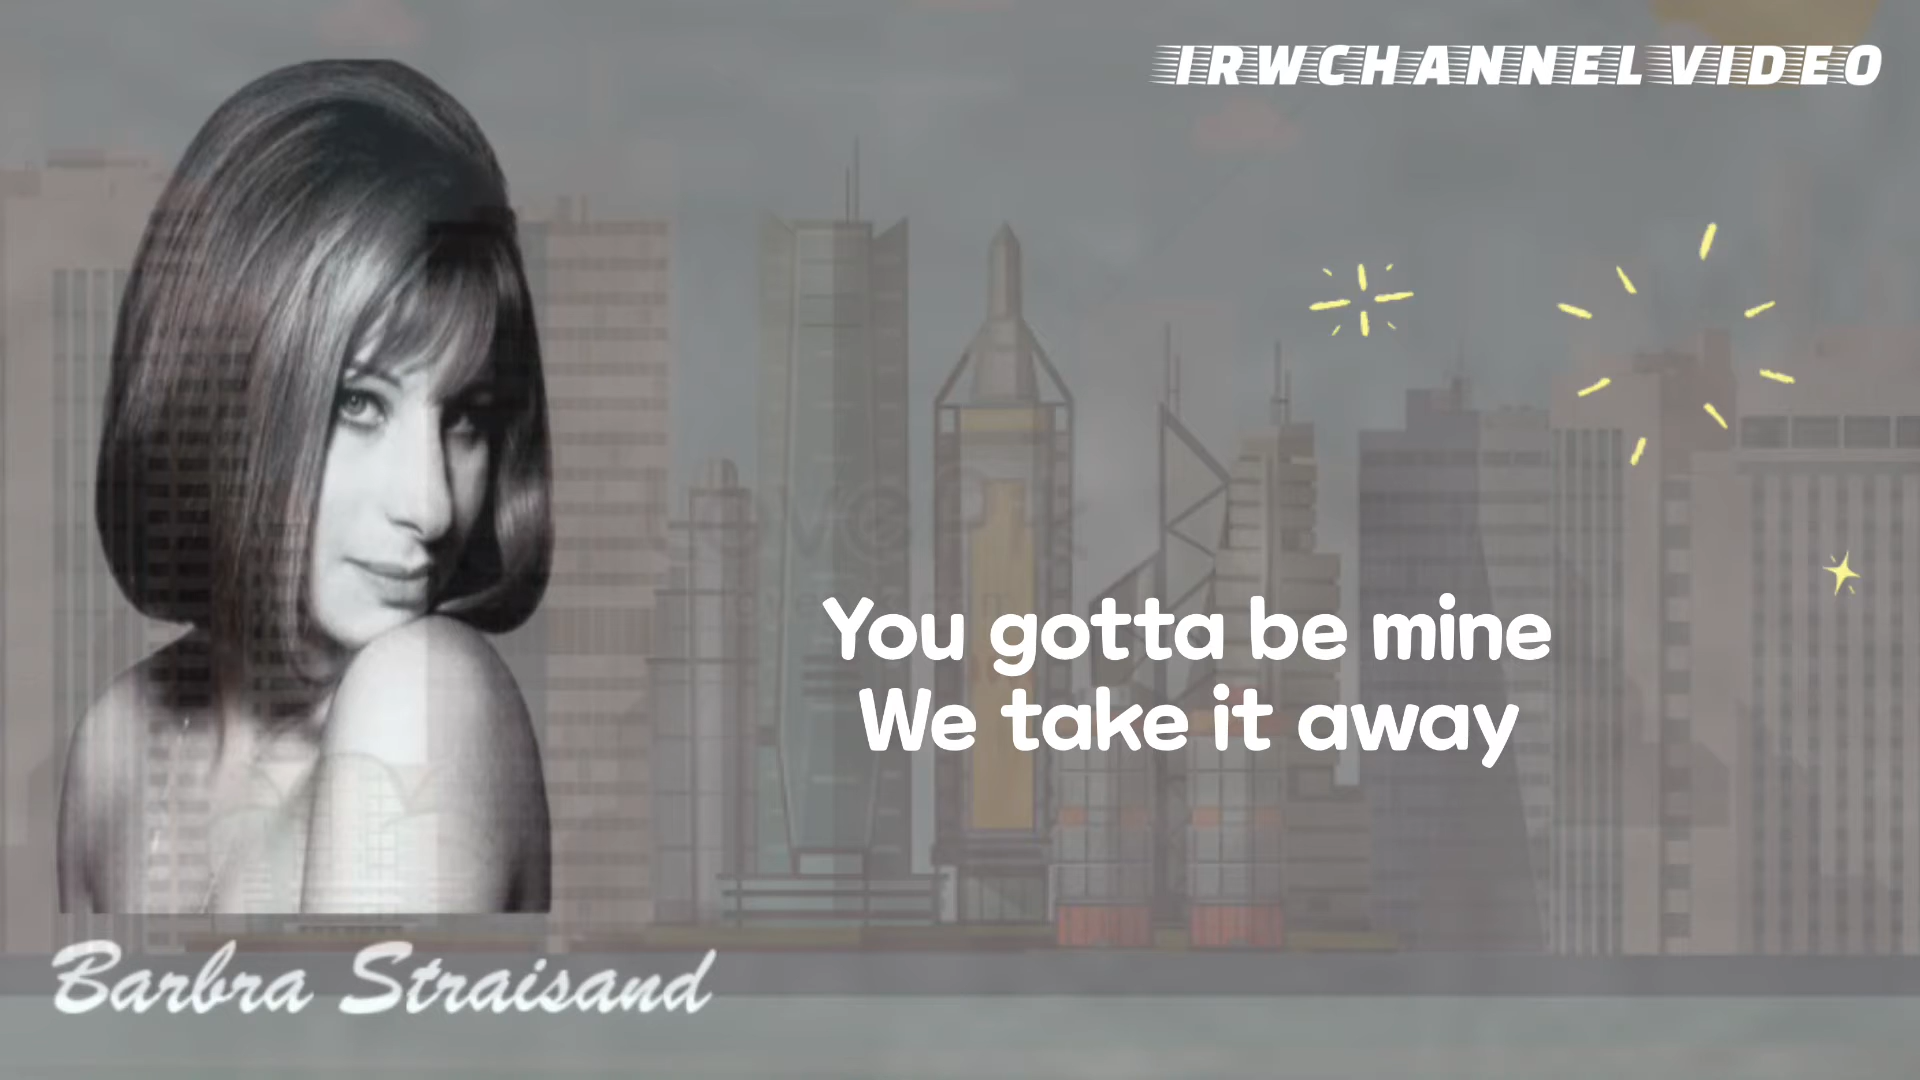 IRWCHANNEL VIDEO
You gotta be mine
We take it away
Barbra Straisand